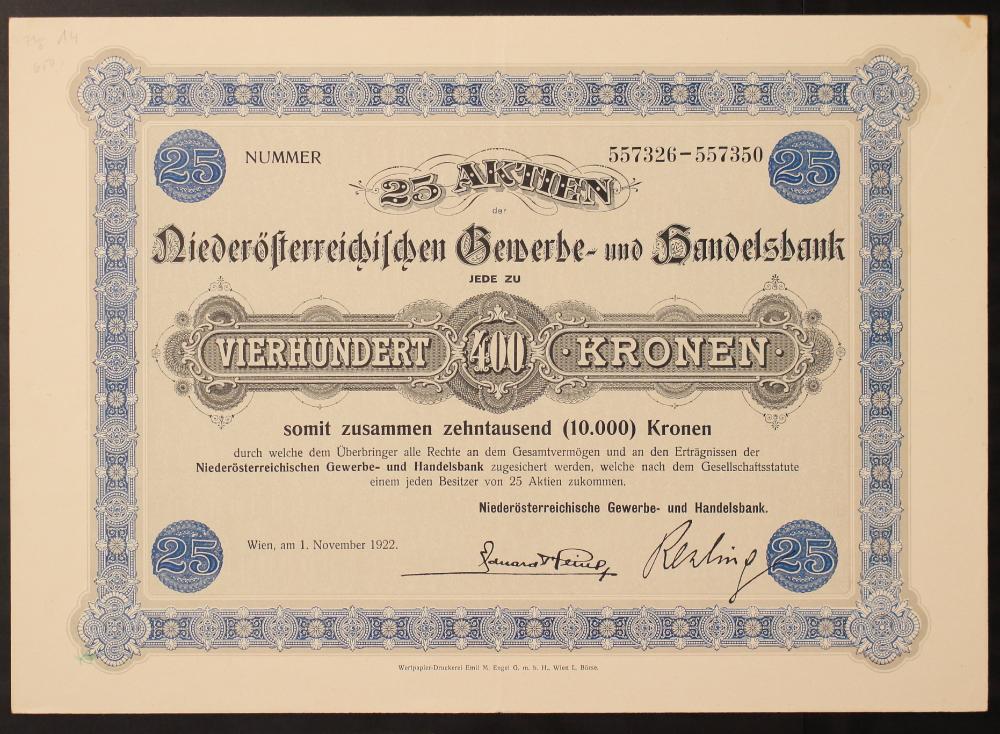 25
NUMMER
557326-557350
25
25 AKTIEN
der
Niederösterreichischen Gewerbe- und Handelsbank
JEDE ZU
VIERHUNDERT 400 · KRONEN ·
somit zusammen zehntausend (10.000) Kronen
durch welche dem Überbringer alle Rechte an dem Gesamtvermögen und an den Erträgnissen der
Niederösterreichischen Gewerbe- und Handelsbank zugesichert werden, welche nach dem Gesellschaftsstatute
einem jeden Besitzer von 25 Aktien zukommen.
Niederösterreichische Gewerbe- und Handelsbank.
25
Wien, am 1. November 1922.
25
Wertpapier-Druckerei Emil M. Engel G. m. b. H., Wien I., Börse.